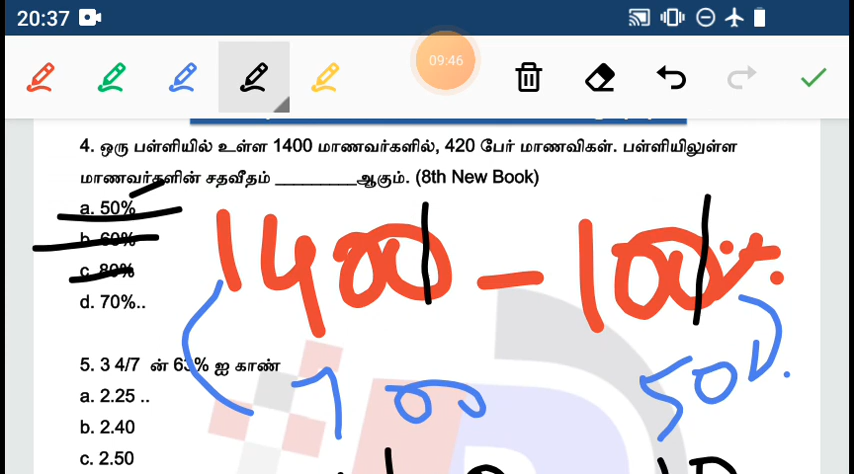 20:37
09:46
4. ஒரு பள்ளியில் உள்ள 1400 மாணவர்களில், 420 பேர் மாணவிகள். பள்ளியிலுள்ள
மாணவர்களின் சதவீதம் _________ஆகும். (8th New Book)
a. 50%
b. 60%
c. 80%
d. 70%..
1400 - 100%
700 50%
5. 3 4/7 ன் 63% ஐ காண்
a. 2.25 ..
b. 2.40
c. 2.50